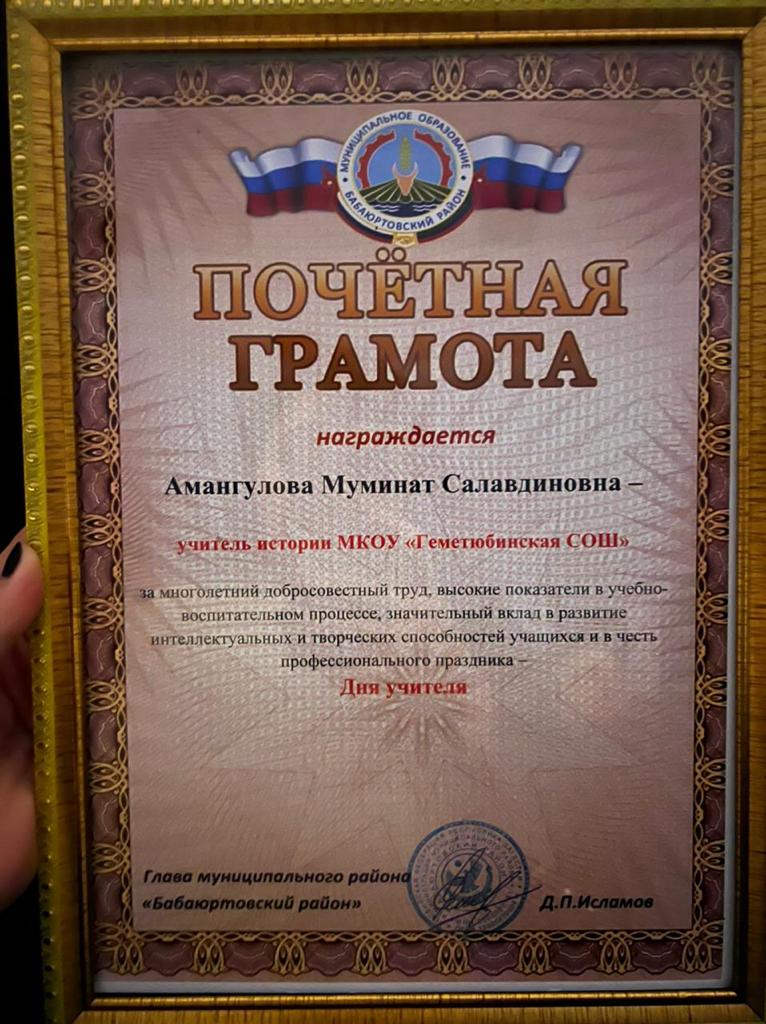 МУНИЦИПАЛЬНОЕ ОБРАЗОВАНИЕ
БАБАЮРТОВСКИЙ РАЙОН
ПОЧЁТНАЯ
ГРАМОТА
награждается
Амангулова Муминат Салавдиновна –
учитель истории МКОУ «Геметюбинская СОШ»
за многолетний добросовестный труд, высокие показатели в учебно-
воспитательном процессе, значительный вклад в развитие
интеллектуальных и творческих способностей учащихся и в честь
профессионального праздника –
Дня учителя
Глава муниципального района
«Бабаюртовский район»
Д.П.Исламов